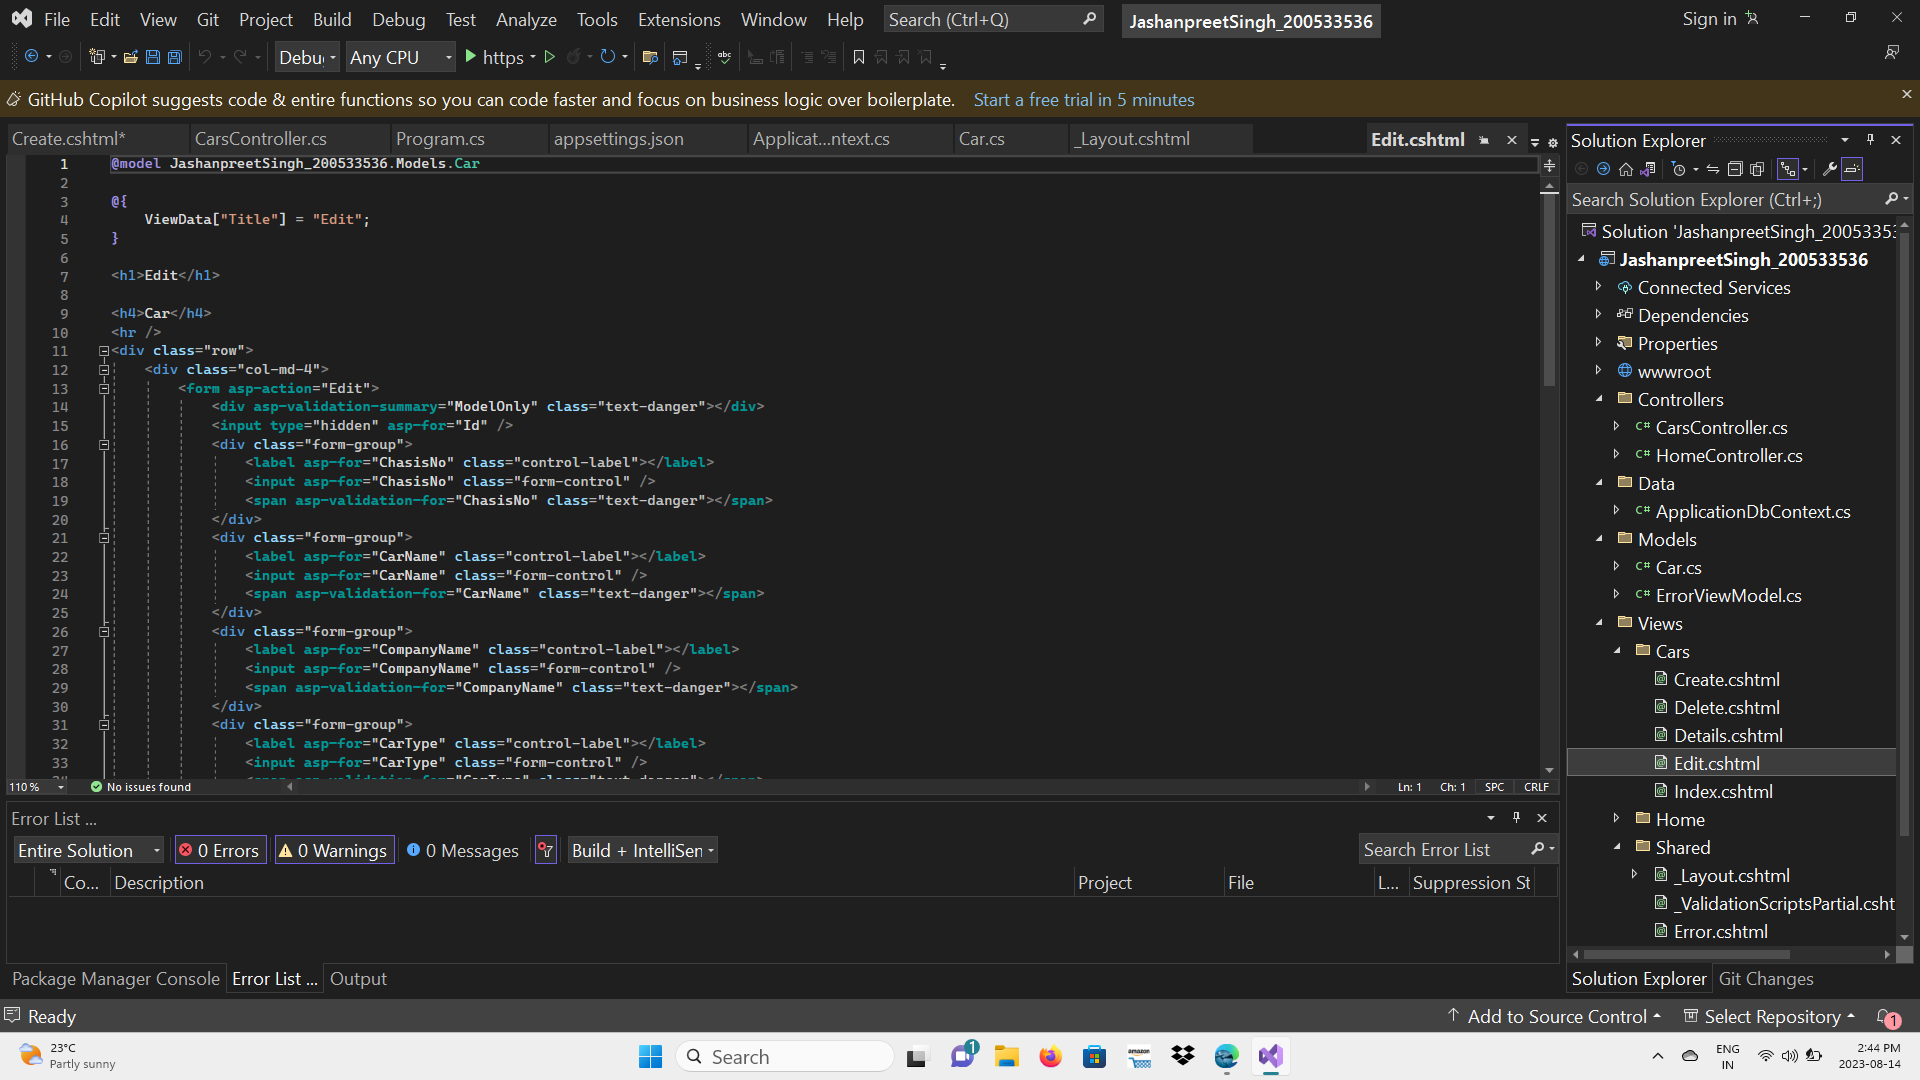 File Edit View Git Project Build Debug Test Analyze Tools Extensions Window Help Search (Ctrl+Q) JashanpreetSingh_200533536 Sign in
Debu Any CPU https
GitHub Copilot suggests code & entire functions so you can code faster and focus on business logic over boilerplate. Start a free trial in 5 minutes
Create.cshtml* CarsController.cs Program.cs appsettings.json Applicat...ntext.cs Car.cs _Layout.cshtml Edit.cshtml
1 @model JashanpreetSingh_200533536.Models.Car
2
3 @{
4 ViewData["Title"] = "Edit";
5 }
6
7 <h1>Edit</h1>
8
9 <h4>Car</h4>
10 <hr />
11 <div class="row">
12 <div class="col-md-4">
13 <form asp-action="Edit">
14 <div asp-validation-summary="ModelOnly" class="text-danger"></div>
15 <input type="hidden" asp-for="Id" />
16 <div class="form-group">
17 <label asp-for="ChasisNo" class="control-label"></label>
18 <input asp-for="ChasisNo" class="form-control" />
19 <span asp-validation-for="ChasisNo" class="text-danger"></span>
20 </div>
21 <div class="form-group">
22 <label asp-for="CarName" class="control-label"></label>
23 <input asp-for="CarName" class="form-control" />
24 <span asp-validation-for="CarName" class="text-danger"></span>
25 </div>
26 <div class="form-group">
27 <label asp-for="CompanyName" class="control-label"></label>
28 <input asp-for="CompanyName" class="form-control" />
29 <span asp-validation-for="CompanyName" class="text-danger"></span>
30 </div>
31 <div class="form-group">
32 <label asp-for="CarType" class="control-label"></label>
33 <input asp-for="CarType" class="form-control" />
110 % No issues found Ln: 1 Ch: 1 SPC CRLF
Error List ...
Entire Solution 0 Errors 0 Warnings 0 Messages Build + IntelliSen Search Error List
Co... Description Project File L... Suppression St
Package Manager Console Error List ... Output
Solution Explorer
Search Solution Explorer (Ctrl+;)
Solution 'JashanpreetSingh_20053353
JashanpreetSingh_200533536
Connected Services
Dependencies
Properties
wwwroot
Controllers
C# CarsController.cs
C# HomeController.cs
Data
C# ApplicationDbContext.cs
Models
C# Car.cs
C# ErrorViewModel.cs
Views
Cars
Create.cshtml
Delete.cshtml
Details.cshtml
Edit.cshtml
Index.cshtml
Home
Shared
_Layout.cshtml
_ValidationScriptsPartial.csht
Error.cshtml
Solution Explorer Git Changes
Ready Add to Source Control Select Repository 1
23°C
Partly sunny
Search
1
amazon
ENG
IN
2:44 PM
2023-08-14